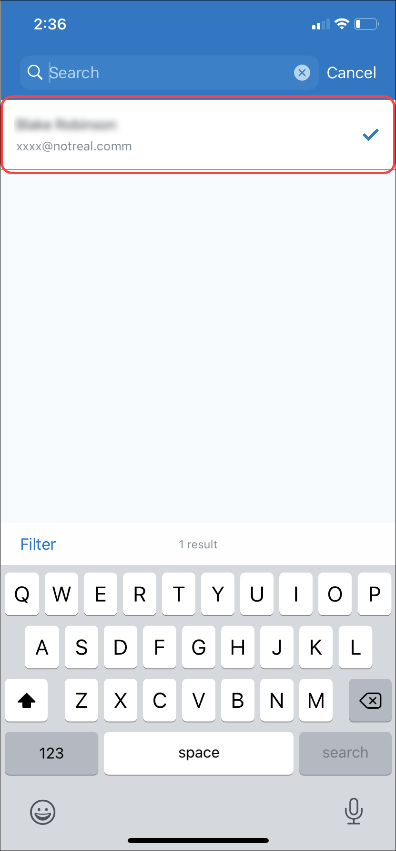 2:36
Search
Cancel
xxxx@notreal.comm
Filter
1 result
Q W E R T Y U I O P
A S D F G H J K L
Z X C V B N M
123 space search